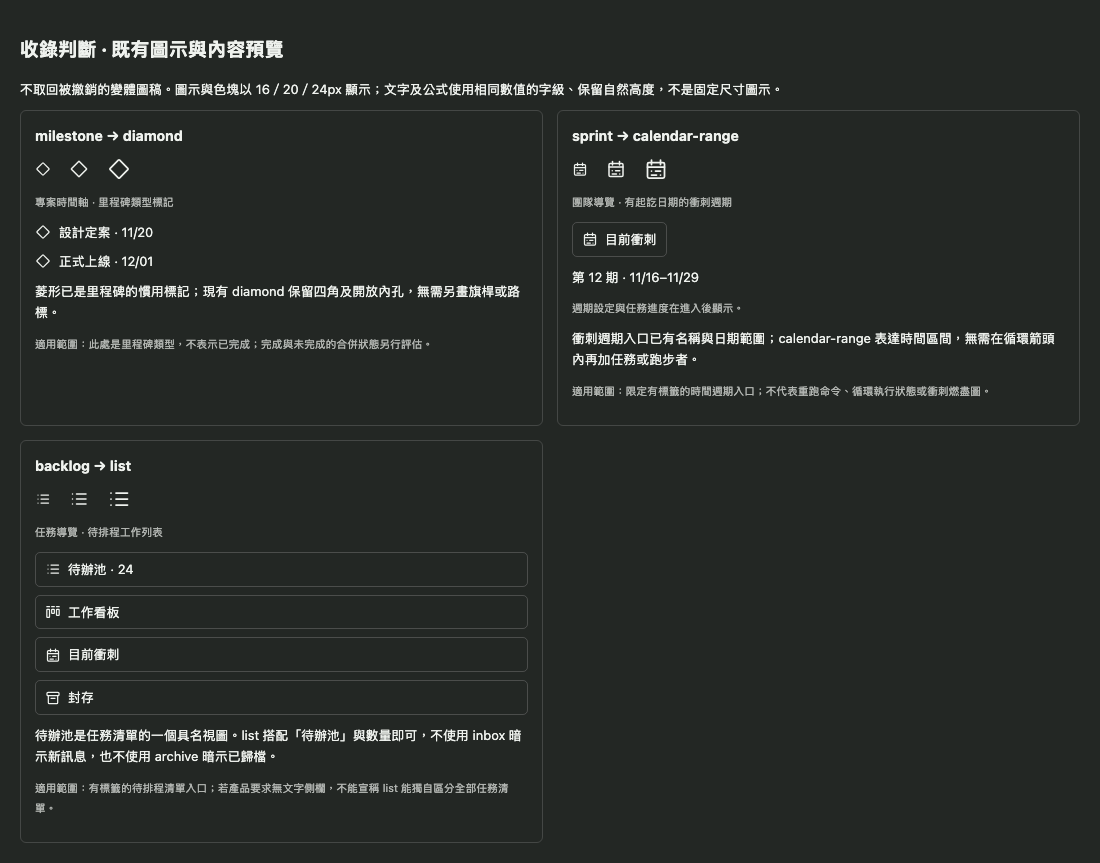 收錄判斷 · 既有圖示與內容預覽
不取回被撤銷的變體圖稿。圖示與色塊以 16 / 20 / 24px 顯示；文字及公式使用相同數值的字級、保留自然高度，不是固定尺寸圖示。
milestone → diamond
專案時間軸 · 里程碑類型標記
設計定案 · 11/20
正式上線 · 12/01
菱形已是里程碑的慣用標記；現有 diamond 保留四角及開放內孔，無需另畫旗桿或路
標。
適用範圍：此處是里程碑類型，不表示已完成；完成與未完成的合併狀態另行評估。
sprint → calendar-range
團隊導覽 · 有起訖日期的衝刺週期
目前衝刺
第 12 期 · 11/16–11/29
週期設定與任務進度在進入後顯示。
衝刺週期入口已有名稱與日期範圍；calendar-range 表達時間區間，無需在循環箭頭
內再加任務或跑步者。
適用範圍：限定有標籤的時間週期入口；不代表重跑命令、循環執行狀態或衝刺燃盡圖。
backlog → list
任務導覽 · 待排程工作列表
待辦池 · 24
工作看板
目前衝刺
封存
待辦池是任務清單的一個具名視圖。list 搭配「待辦池」與數量即可，不使用 inbox 暗
示新訊息，也不使用 archive 暗示已歸檔。
適用範圍：有標籤的待排程清單入口；若產品要求無文字側欄，不能宣稱 list 能獨自區分全部任務清
單。